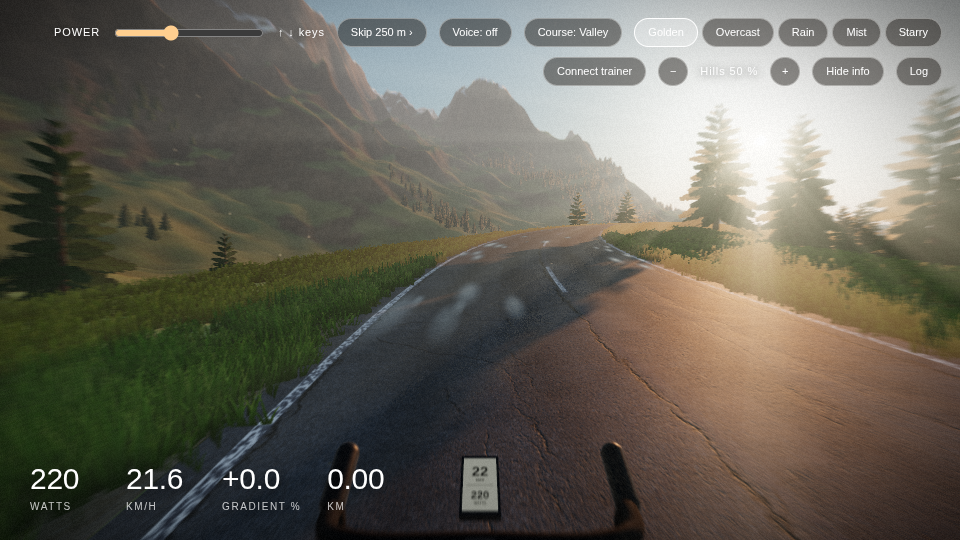 POWER
↑ ↓ keys
Skip 250 m ›
Voice: off
Course: Valley
Golden
Overcast
Rain
Mist
Starry
Connect trainer
−
Hills 50 %
+
Hide info
Log
22
220
220
WATTS
21.6
KM/H
+0.0
GRADIENT %
0.00
KM